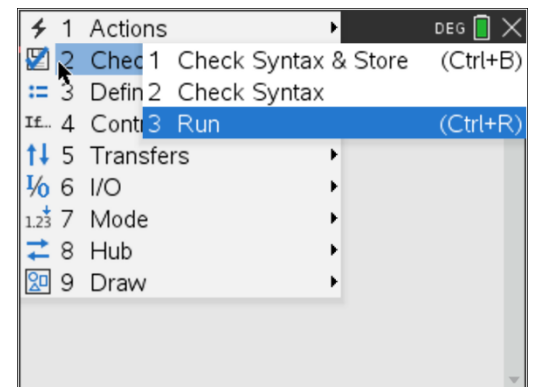 1 Actions
DEG
2 Chec
1 Check Syntax & Store (Ctrl+B)
3 Defin
2 Check Syntax
If... 4 Contr
3 Run (Ctrl+R)
5 Transfers
I/O 6 I/O
1.23 7 Mode
8 Hub
9 Draw